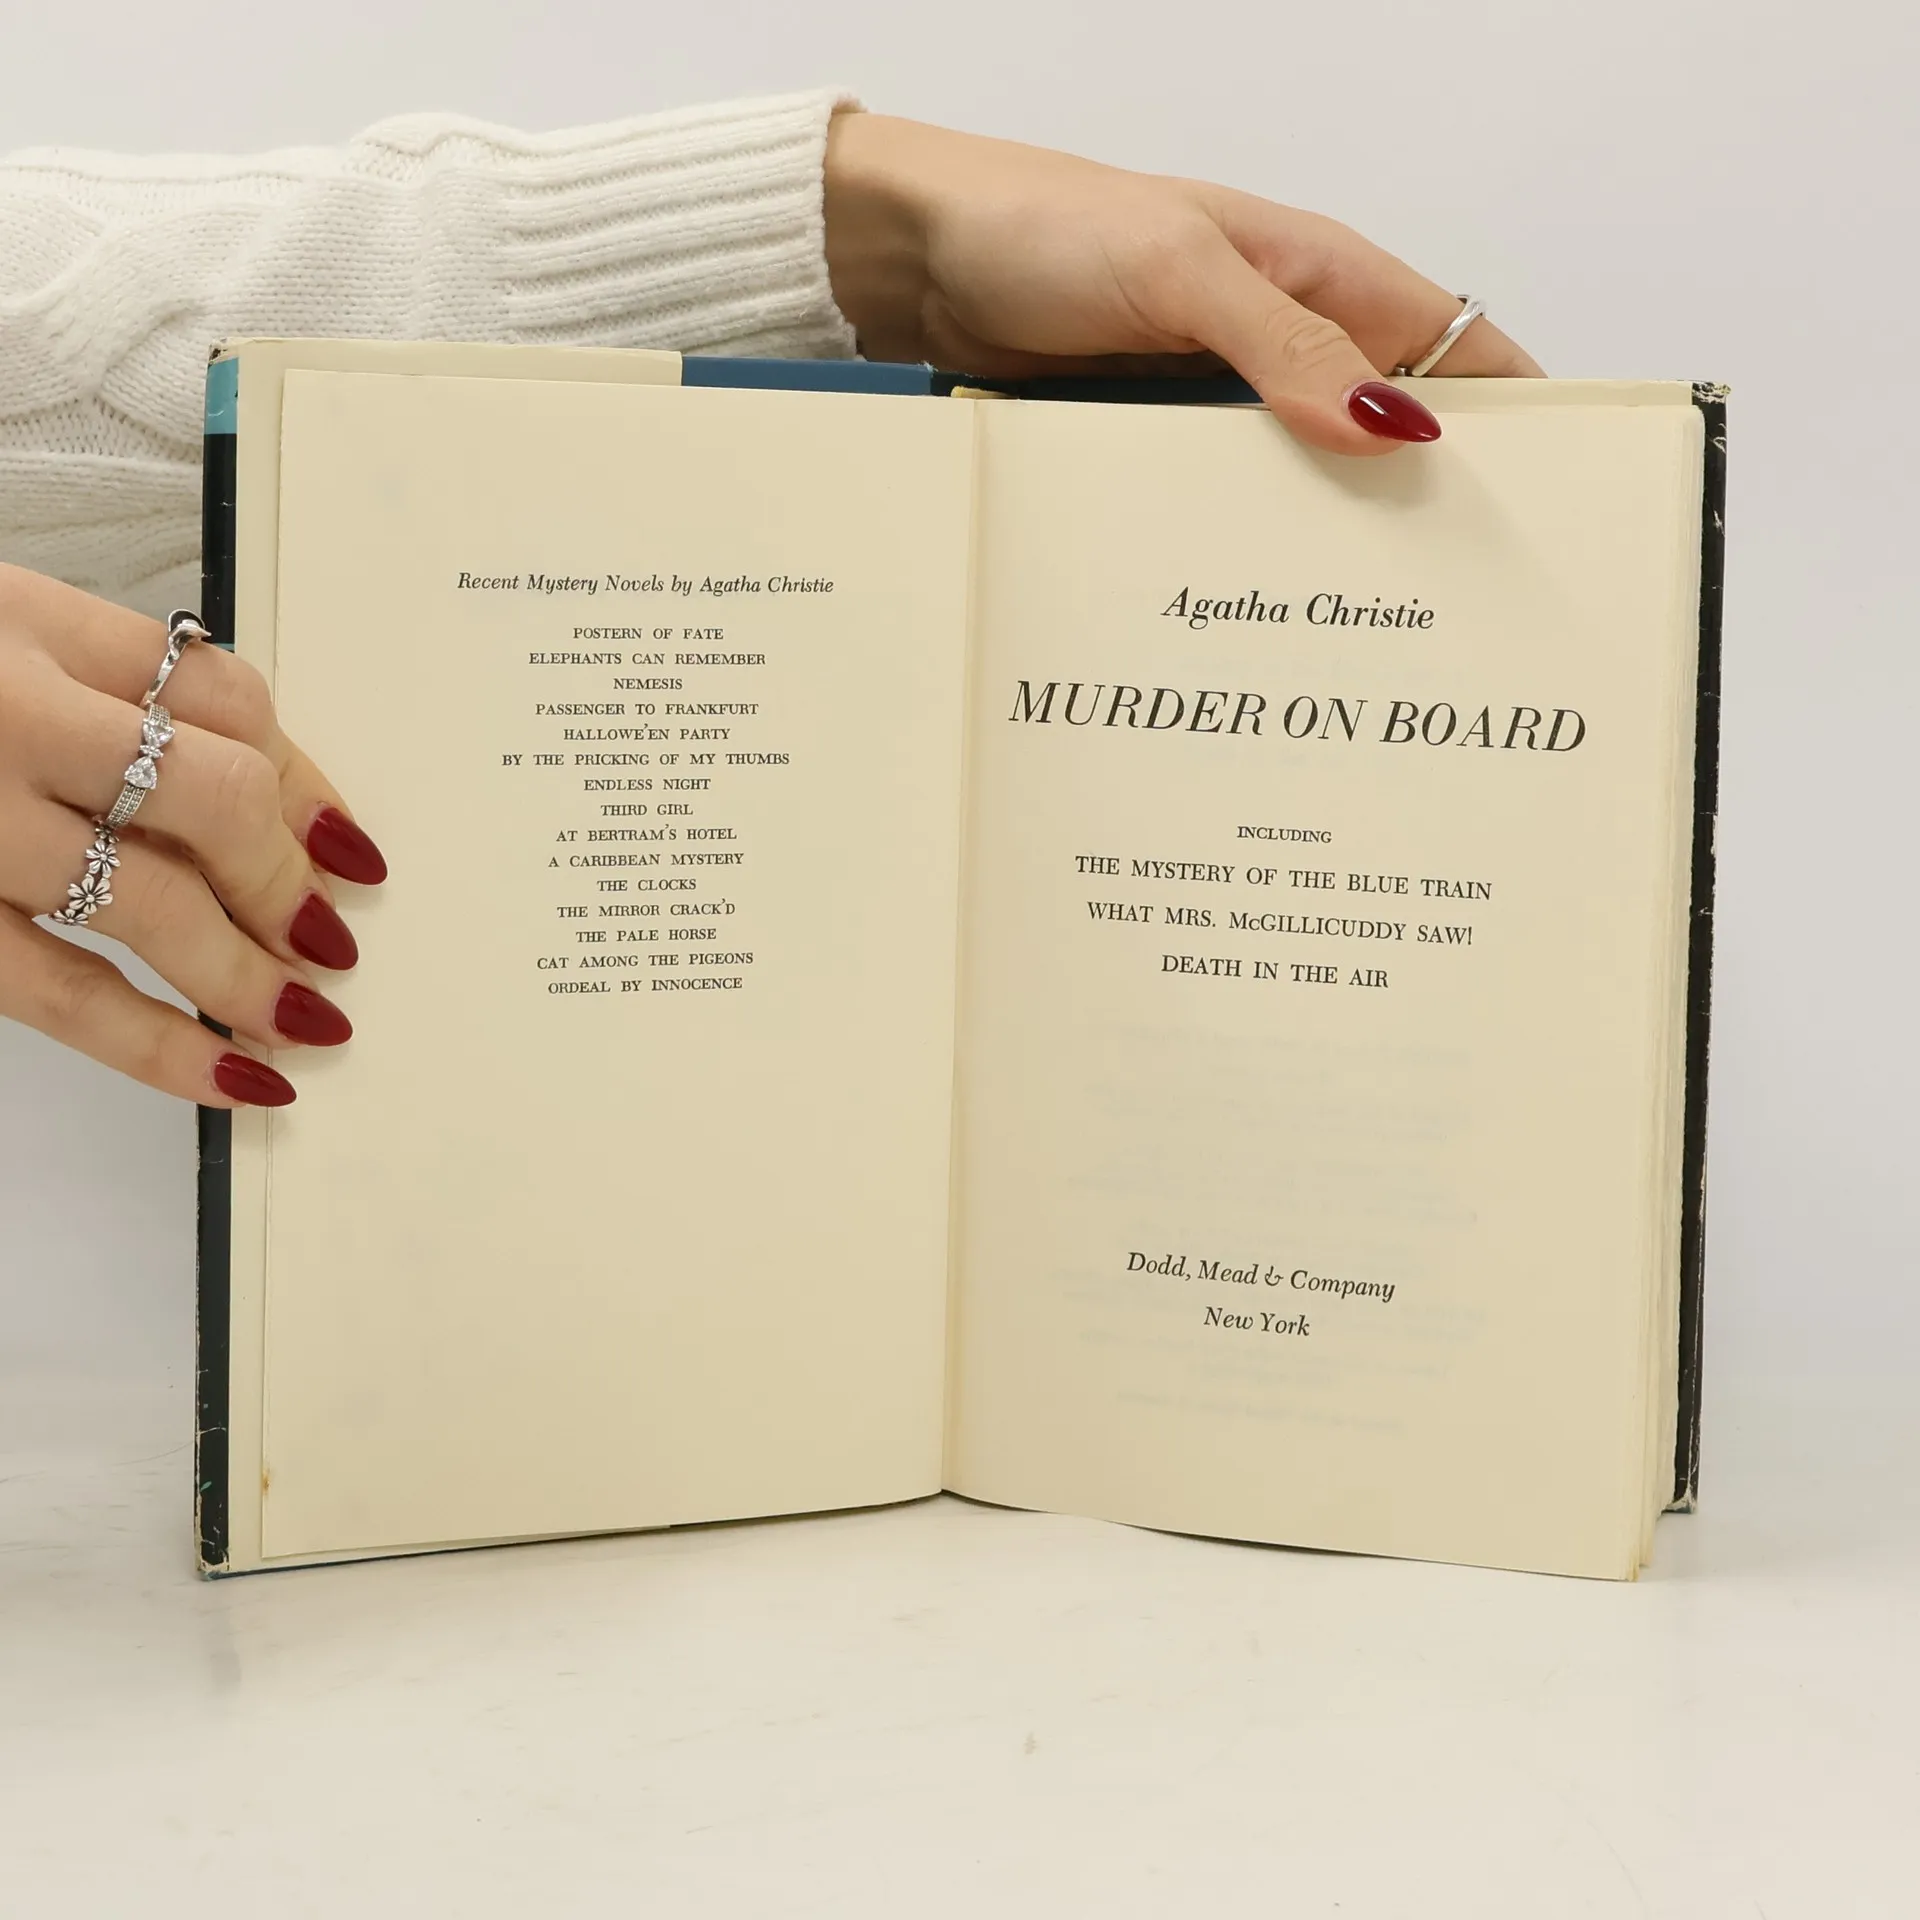 Recent Mystery Novels by Agatha Christie
POSTERN OF FATE
ELEPHANTS CAN REMEMBER
NEMESIS
PASSENGER TO FRANKFURT
HALLOWE'EN PARTY
BY THE PRICKING OF MY THUMBS
ENDLESS NIGHT
THIRD GIRL
AT BERTRAM'S HOTEL
A CARIBBEAN MYSTERY
THE CLOCKS
THE MIRROR CRACK'D
THE PALE HORSE
CAT AMONG THE PIGEONS
ORDEAL BY INNOCENCE
Agatha Christie
MURDER ON BOARD
INCLUDING
THE MYSTERY OF THE BLUE TRAIN
WHAT MRS. McGILLICUDDY SAW!
DEATH IN THE AIR
Dodd, Mead & Company
New York